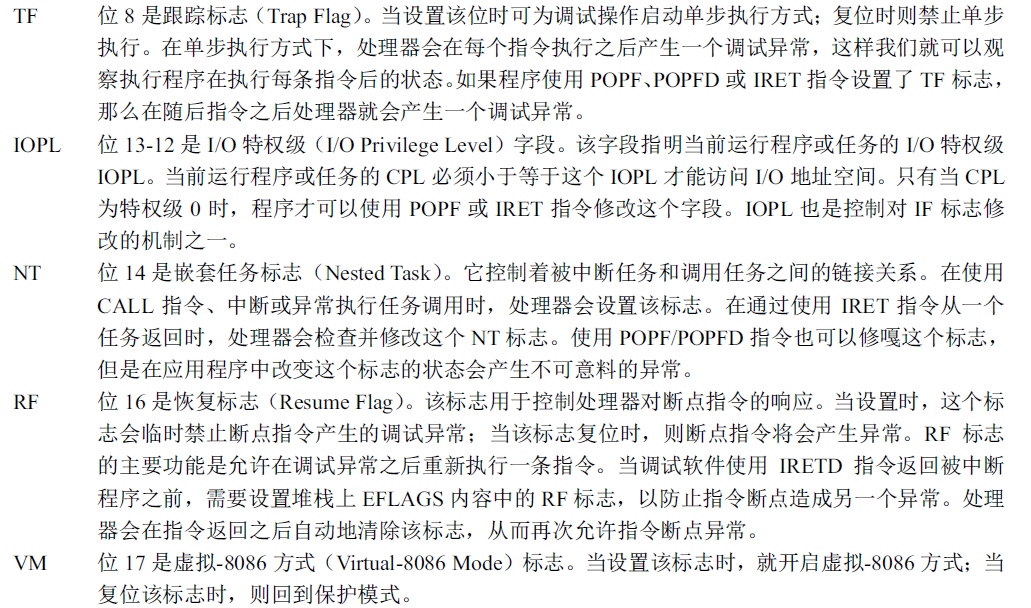 TF 位 8 是跟踪标志（Trap Flag）。当设置该位时可为调试操作启动单步执行方式；复位时则禁止单步
执行。在单步执行方式下，处理器会在每个指令执行之后产生一个调试异常，这样我们就可以观
察执行程序在执行每条指令后的状态。如果程序使用 POPF、POPFD 或 IRET 指令设置了 TF 标志，
那么在随后指令之后处理器就会产生一个调试异常。
IOPL 位 13-12 是 I/O 特权级（I/O Privilege Level）字段。该字段指明当前运行程序或任务的 I/O 特权级
IOPL。当前运行程序或任务的 CPL 必须小于等于这个 IOPL 才能访问 I/O 地址空间。只有当 CPL
为特权级 0 时，程序才可以使用 POPF 或 IRET 指令修改这个字段。IOPL 也是控制对 IF 标志修
改的机制之一。
NT 位 14 是嵌套任务标志（Nested Task）。它控制着被中断任务和调用任务之间的链接关系。在使用
CALL 指令、中断或异常执行任务调用时，处理器会设置该标志。在通过使用 IRET 指令从一个
任务返回时，处理器会检查并修改这个 NT 标志。使用 POPF/POPFD 指令也可以修嘎这个标志，
但是在应用程序中改变这个标志的状态会产生不可意料的异常。
RF 位 16 是恢复标志（Resume Flag）。该标志用于控制处理器对断点指令的响应。当设置时，这个标
志会临时禁止断点指令产生的调试异常；当该标志复位时，则断点指令将会产生异常。RF 标志
的主要功能是允许在调试异常之后重新执行一条指令。当调试软件使用 IRETD 指令返回被中断
程序之前，需要设置堆栈上 EFLAGS 内容中的 RF 标志，以防止指令断点造成另一个异常。处理
器会在指令返回之后自动地清除该标志，从而再次允许指令断点异常。
VM 位 17 是虚拟-8086 方式（Virtual-8086 Mode）标志。当设置该标志时，就开启虚拟-8086 方式；当
复位该标志时，则回到保护模式。